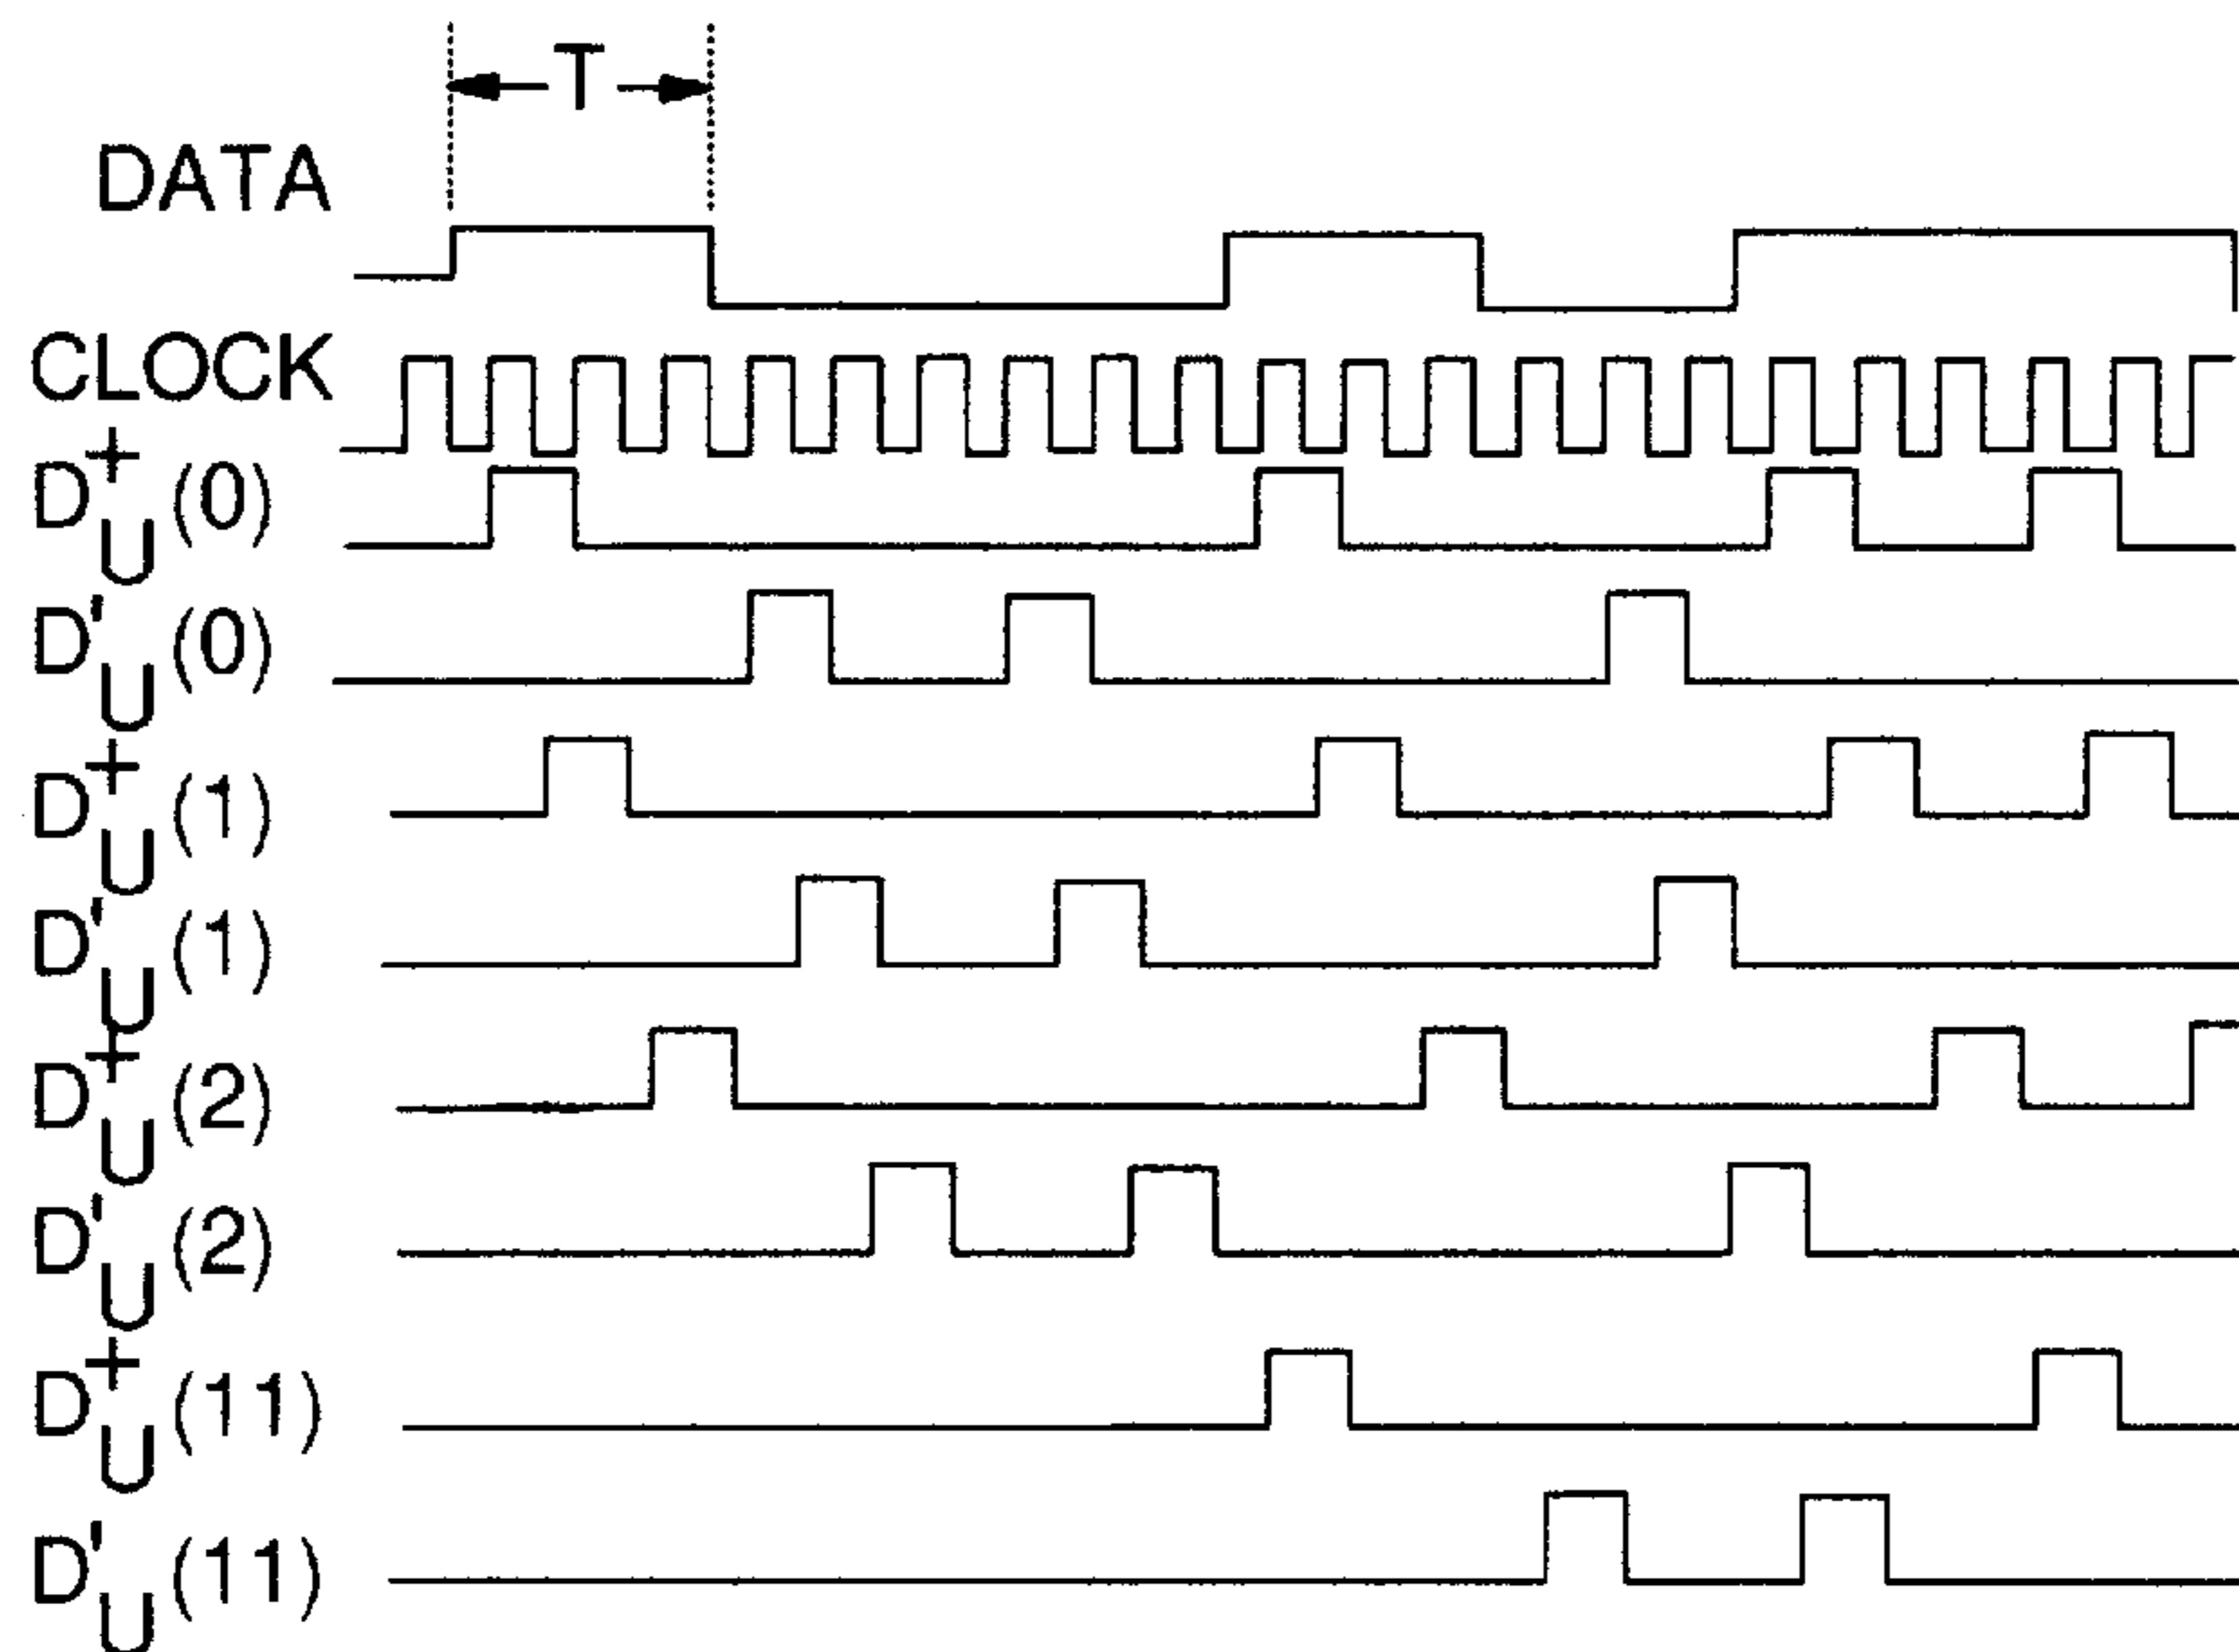 T
DATA
CLOCK
D+U(0)
D'U(0)
D+U(1)
D'U(1)
D+U(2)
D'U(2)
D+U(11)
D'U(11)